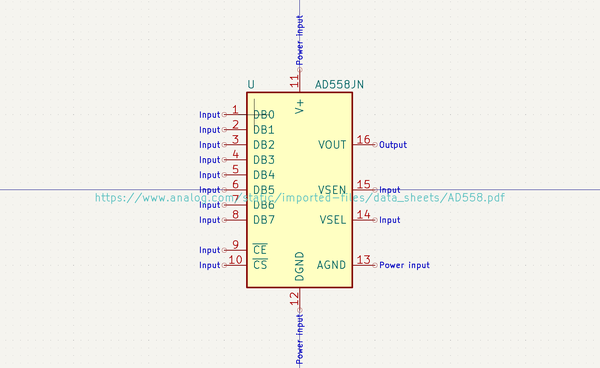 Power input
11
U AD558JN
V+
Input 1 DB0
Input 2 DB1
Input 3 DB2 VOUT 16 Output
Input 4 DB3
Input 5 DB4
Input 6 DB5 VSEN 15 Input
https://www.analog.com/static/imported-files/data_sheets/AD558.pdf
Input 7 DB6
Input 8 DB7 VSEL 14 Input
Input 9 CE
Input 10 CS AGND 13 Power input
DGND
12
Power input